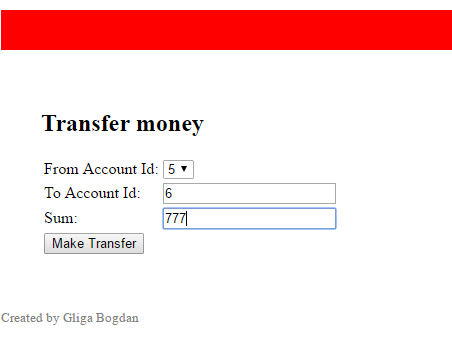 Transfer money
From Account Id: 5
To Account Id: 6
Sum: 777
Make Transfer
Created by Gliga Bogdan